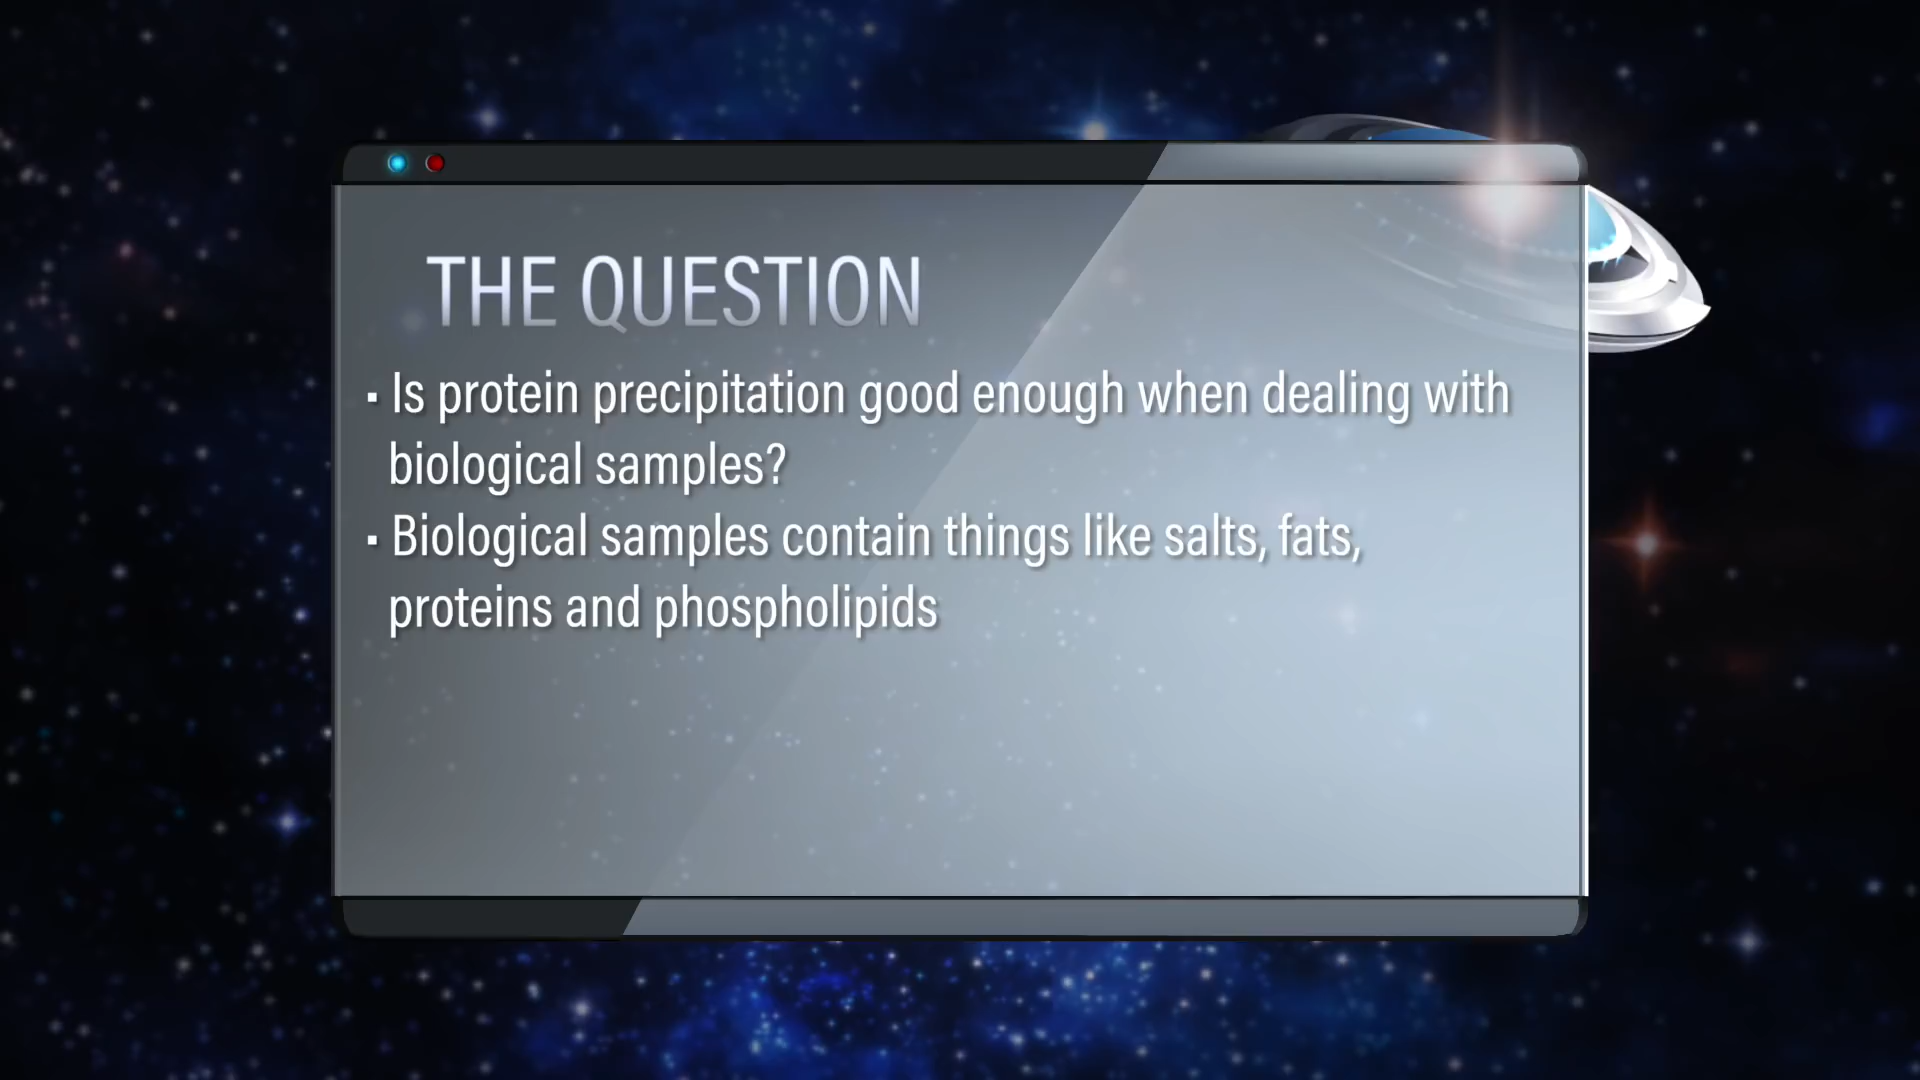 THE QUESTION
▪ Is protein precipitation good enough when dealing with
biological samples?
▪ Biological samples contain things like salts, fats,
proteins and phospholipids